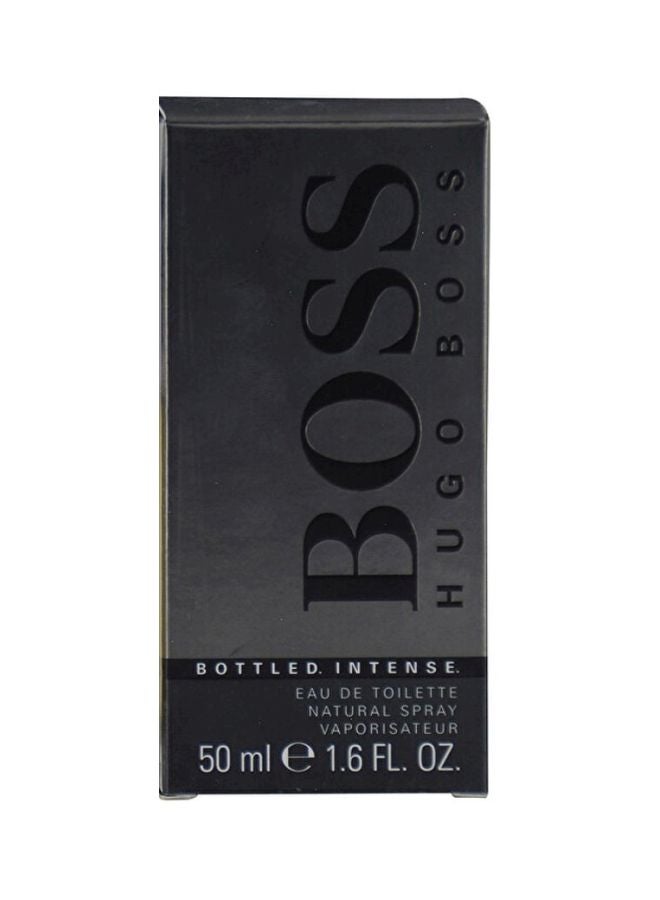 BOSS
HUGO BOSS
BOTTLED. INTENSE.
EAU DE TOILETTE
NATURAL SPRAY
VAPORISATEUR
50 ml ℮ 1.6 FL. OZ.